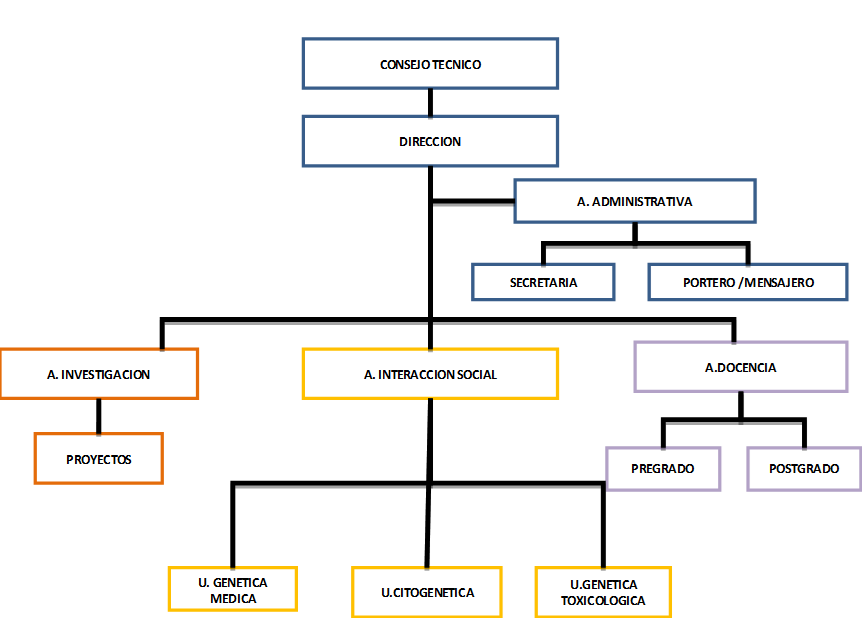 CONSEJO TECNICO
DIRECCION
A. ADMINISTRATIVA
SECRETARIA
PORTERO / MENSAJERO
A. INVESTIGACION
A. INTERACCION SOCIAL
A.DOCENCIA
PROYECTOS
PREGRADO
POSTGRADO
U. GENETICA
MEDICA
U.CITOGENETICA
U.GENETICA
TOXICOLOGICA